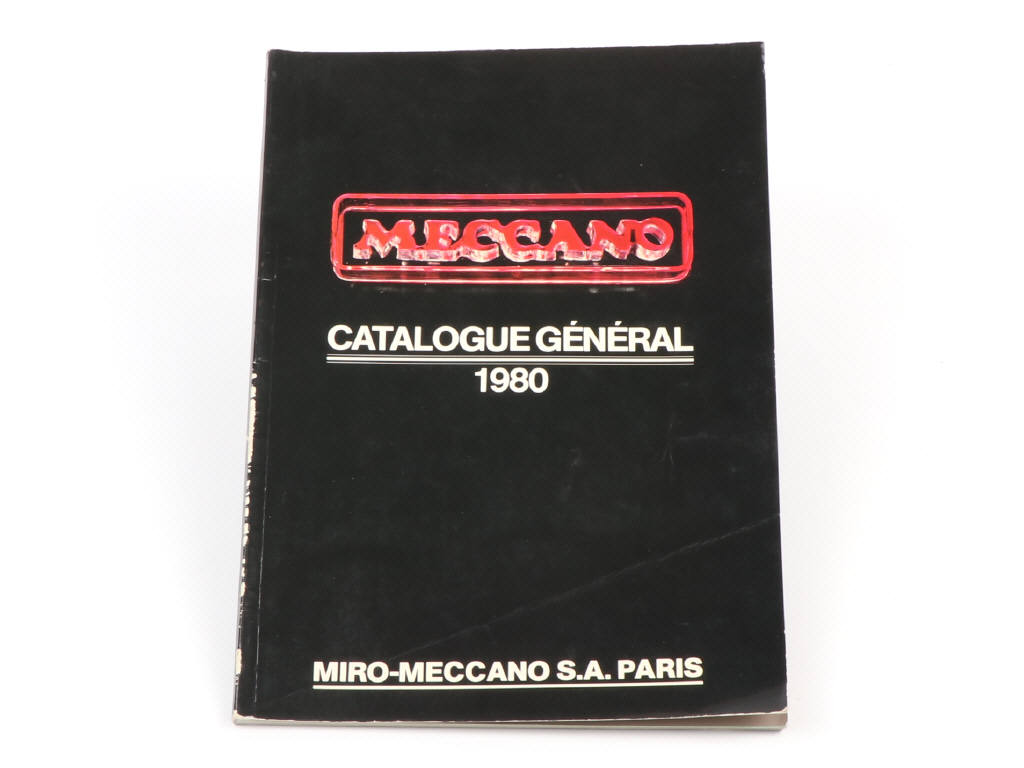 MECCANO
CATALOGUE GÉNÉRAL
1980
MIRO-MECCANO S.A. PARIS